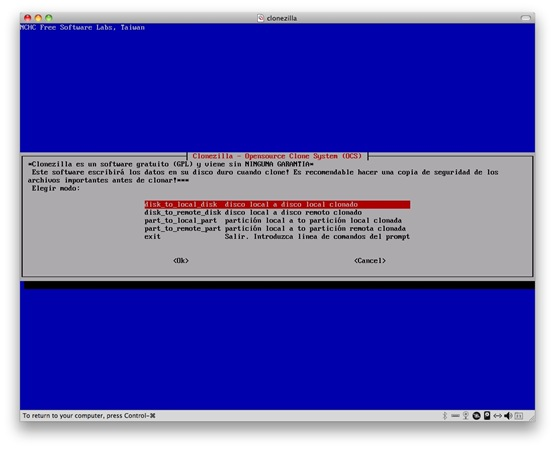 clonezilla
NCHC Free Software Labs, Taiwan
Clonezilla - Opensource Clone System (OCS)
*Clonezilla es un software gratuito (GPL) y viene sin NINGUNA GARANTIA*
Este software escribirá los datos en su disco duro cuando clone! Es recomendable hacer una copia de seguridad de los
archivos importantes antes de clonar!***
Elegir modo:
disk_to_local_disk disco local a disco local clonado
disk_to_remote_disk disco local a disco remoto clonado
part_to_local_part partición local a to partición local clonada
part_to_remote_part partición local a to partición remota clonada
exit Salir. Introduzca linea de comandos del prompt
<Ok> <Cancel>
To return to your computer, press Control-⌘